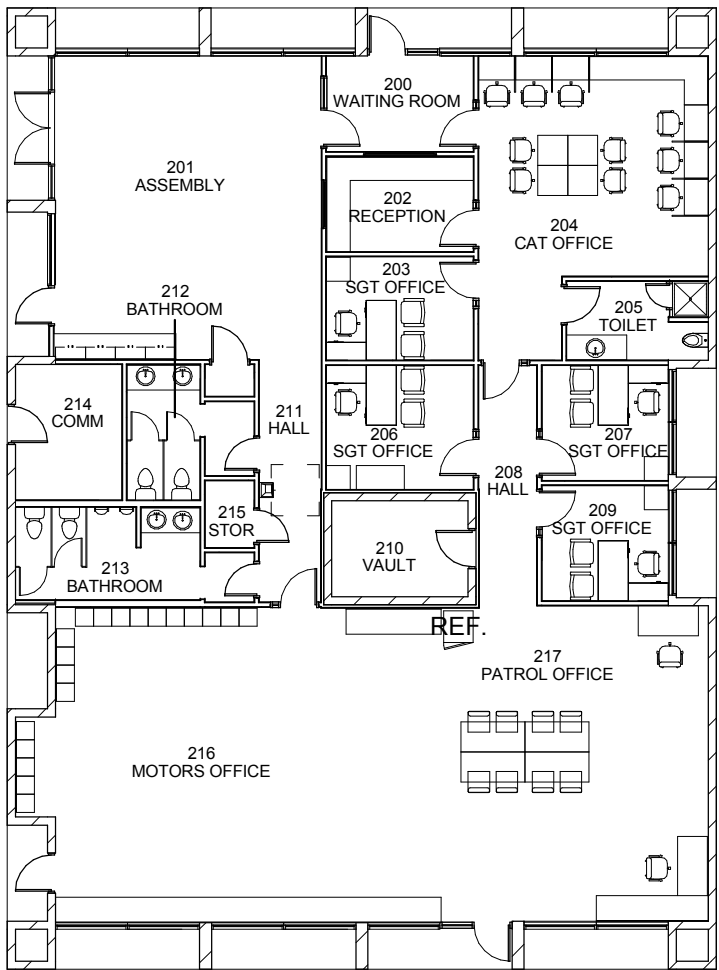 200
WAITING ROOM
201
ASSEMBLY
202
RECEPTION
204
CAT OFFICE
203
SGT OFFICE
212
BATHROOM
205
TOILET
214
COMM
211
HALL
206
SGT OFFICE
207
SGT OFFICE
208
HALL
215
STOR
209
SGT OFFICE
210
VAULT
213
BATHROOM
REF.
217
PATROL OFFICE
216
MOTORS OFFICE